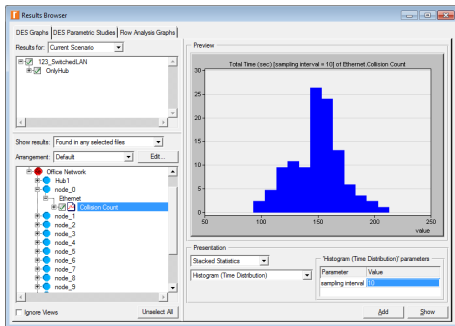 Results Browser
DES Graphs DES Parametric Studies Flow Analysis Graphs
Results for: Current Scenario
123_SwitchedLAN
OnlyHub
Show results: Found in any selected files
Arrangement: Default Edit...
Office Network
Hub1
node_0
Ethernet
Collision Count
node_1
node_2
node_3
node_4
node_5
node_6
node_7
node_8
node_9
Ignore Views Unselect All
Preview
Total Time (sec) [sampling interval = 10] of Ethernet.Collision Count
30
25
20
15
10
5
0
50 100 150 200 250
value
Presentation
Stacked Statistics
Histogram (Time Distribution)
'Histogram (Time Distribution)' parameters
Parameter Value
sampling interval 10
Add Show